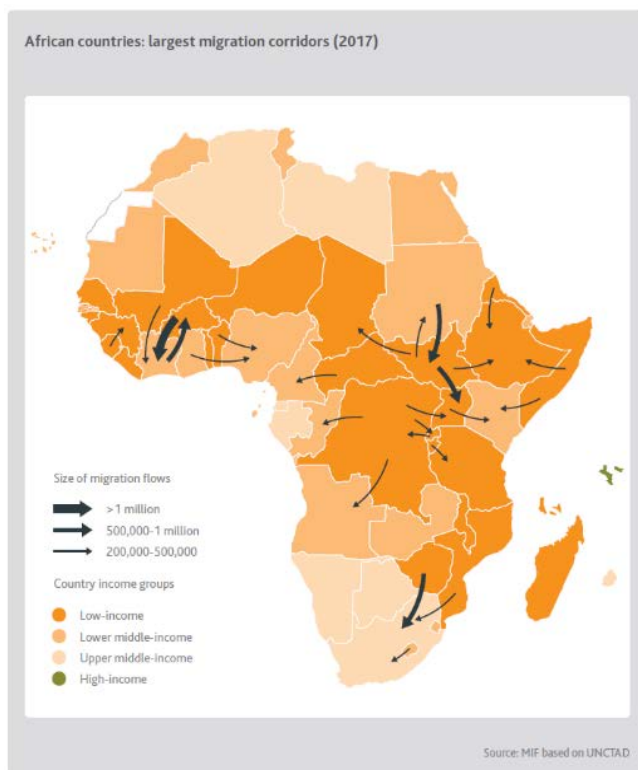 African countries: largest migration corridors (2017)
Size of migration flows
>1 million
500,000-1 million
200,000-500,000
Country income groups
Low-income
Lower middle-income
Upper middle-income
High-income
Source: MIF based on UNCTAD